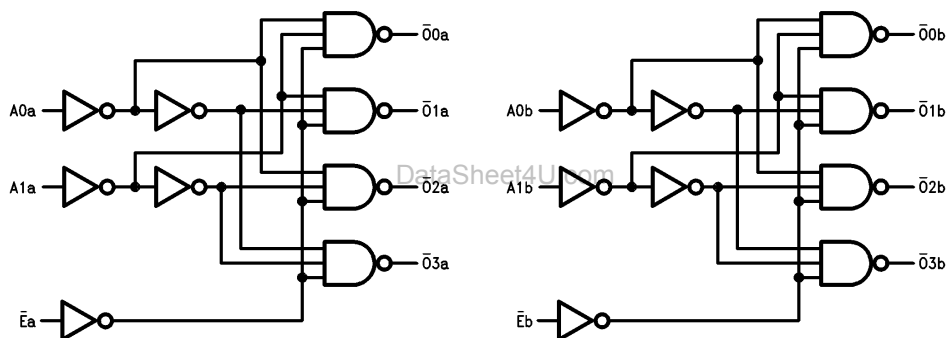 Ō0a
Ō0b
A0a
Ō1a
A0b
Ō1b
A1a
DataSheet4U.com
Ō2a
A1b
Ō2b
Ō3a
Ō3b
Ēa
Ēb